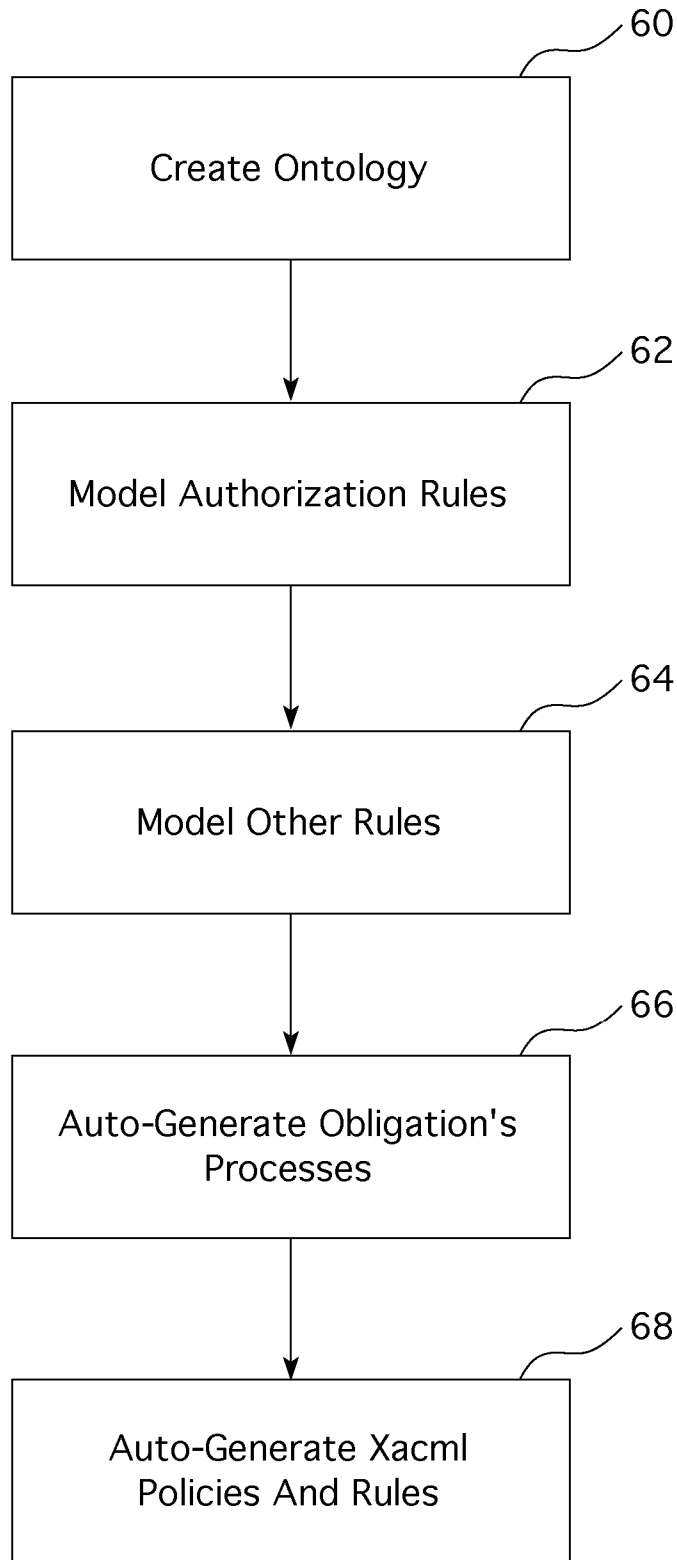 60
Create Ontology
62
Model Authorization Rules
64
Model Other Rules
66
Auto-Generate Obligation's
Processes
68
Auto-Generate Xacml
Policies And Rules